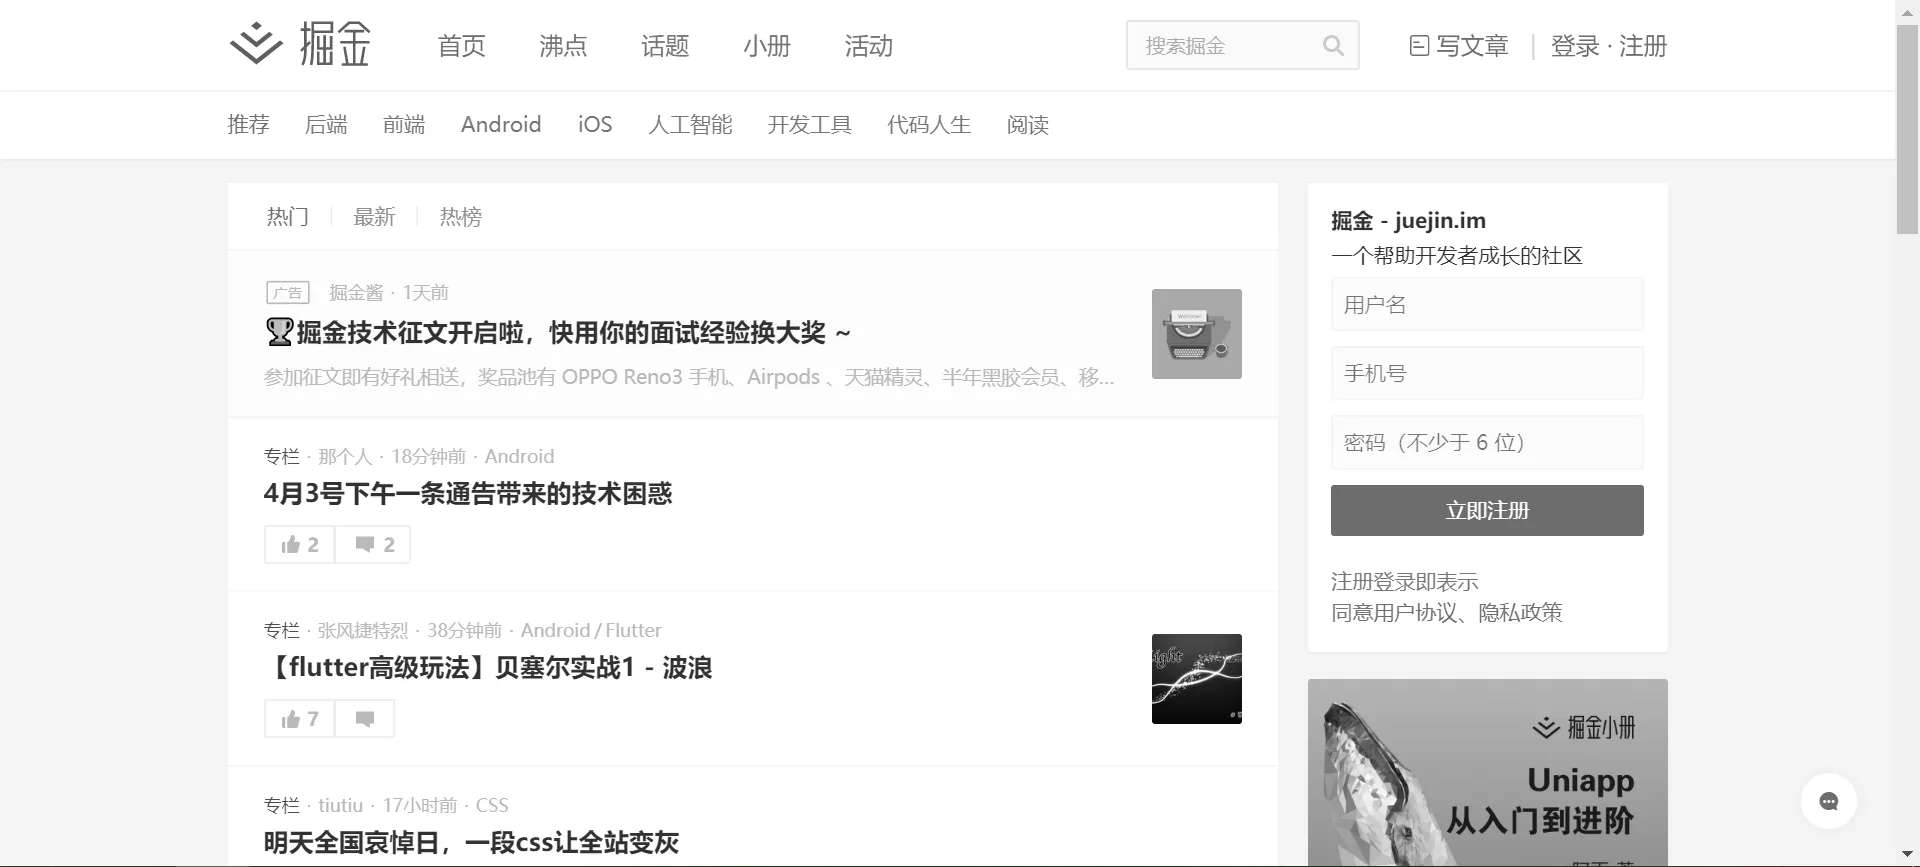 掘金 首页 沸点 话题 小册 活动 搜索掘金 写文章 登录 · 注册
推荐 后端 前端 Android iOS 人工智能 开发工具 代码人生 阅读
热门 最新 热榜
广告 掘金酱 · 1天前
🏆掘金技术征文开启啦，快用你的面试经验换大奖 ~
参加征文即有好礼相送，奖品池有 OPPO Reno3 手机、Airpods 、天猫精灵、半年黑胶会员、移...
专栏 · 那个人 · 18分钟前 · Android
4月3号下午一条通告带来的技术困惑
2 2
专栏 · 张风捷特烈 · 38分钟前 · Android / Flutter
【flutter高级玩法】贝塞尔实战1 - 波浪
7
专栏 · tiutiu · 17小时前 · CSS
明天全国哀悼日，一段css让全站变灰
掘金 - juejin.im
一个帮助开发者成长的社区
用户名
手机号
密码（不少于 6 位）
立即注册
注册登录即表示
同意用户协议、隐私政策
掘金小册
Uniapp
从入门到进阶